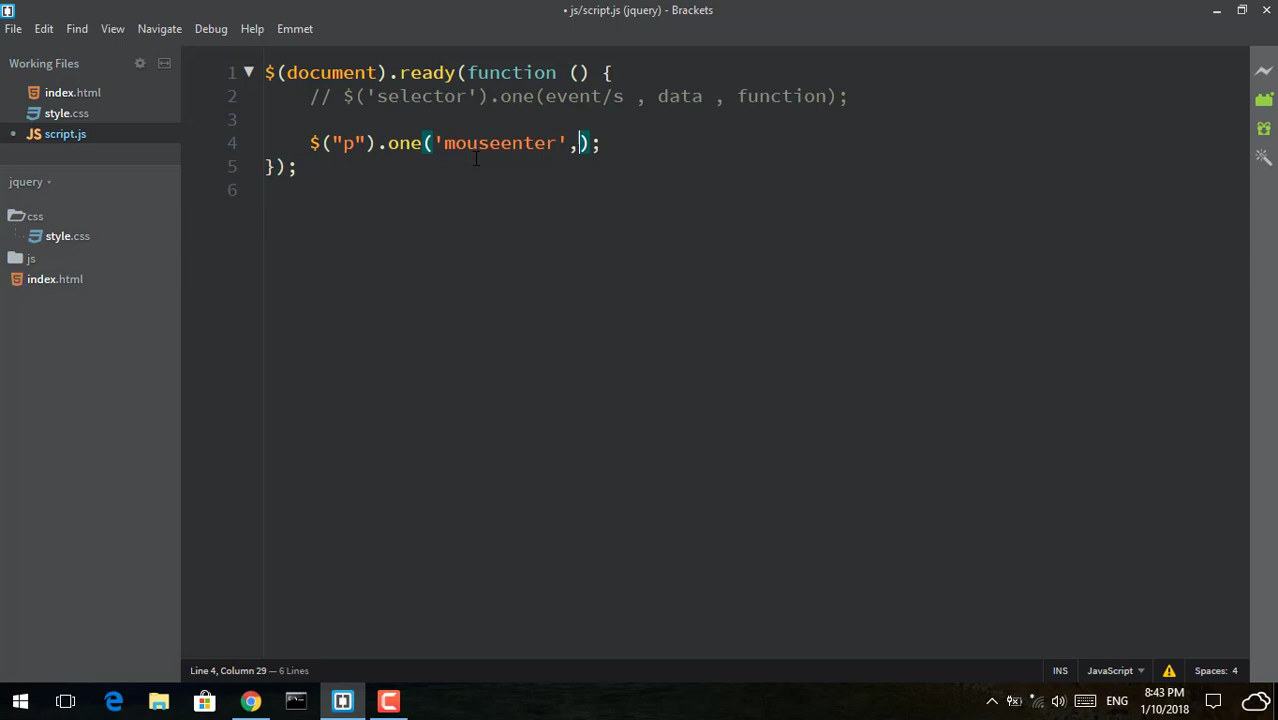 • js/script.js (jquery) - Brackets
File Edit Find View Navigate Debug Help Emmet
Working Files
index.html
style.css
• JS script.js
jquery
css
style.css
js
index.html
1 $(document).ready(function () {
2 // $('selector').one(event/s , data , function);
3
4 $("p").one('mouseenter',);
5 });
6
Line 4, Column 29 — 6 Lines
INS JavaScript Spaces: 4
ENG 8:43 PM
1/10/2018